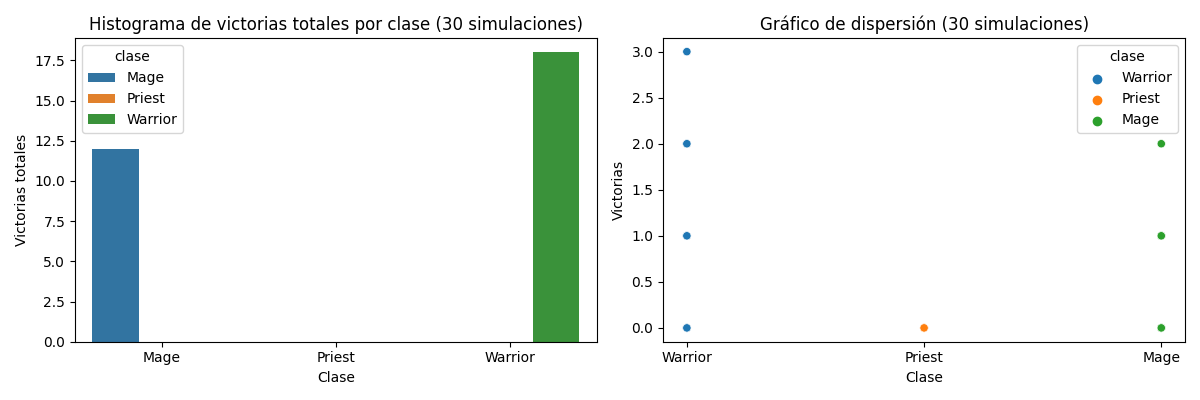 Histograma de victorias totales por clase (30 simulaciones)
clase
Mage
Priest
Warrior
17.5
15.0
12.5
10.0
7.5
5.0
2.5
0.0
Victorias totales
Mage Priest Warrior
Clase
Gráfico de dispersión (30 simulaciones)
clase
Warrior
Priest
Mage
3.0
2.5
2.0
1.5
1.0
0.5
0.0
Victorias
Warrior Priest Mage
Clase